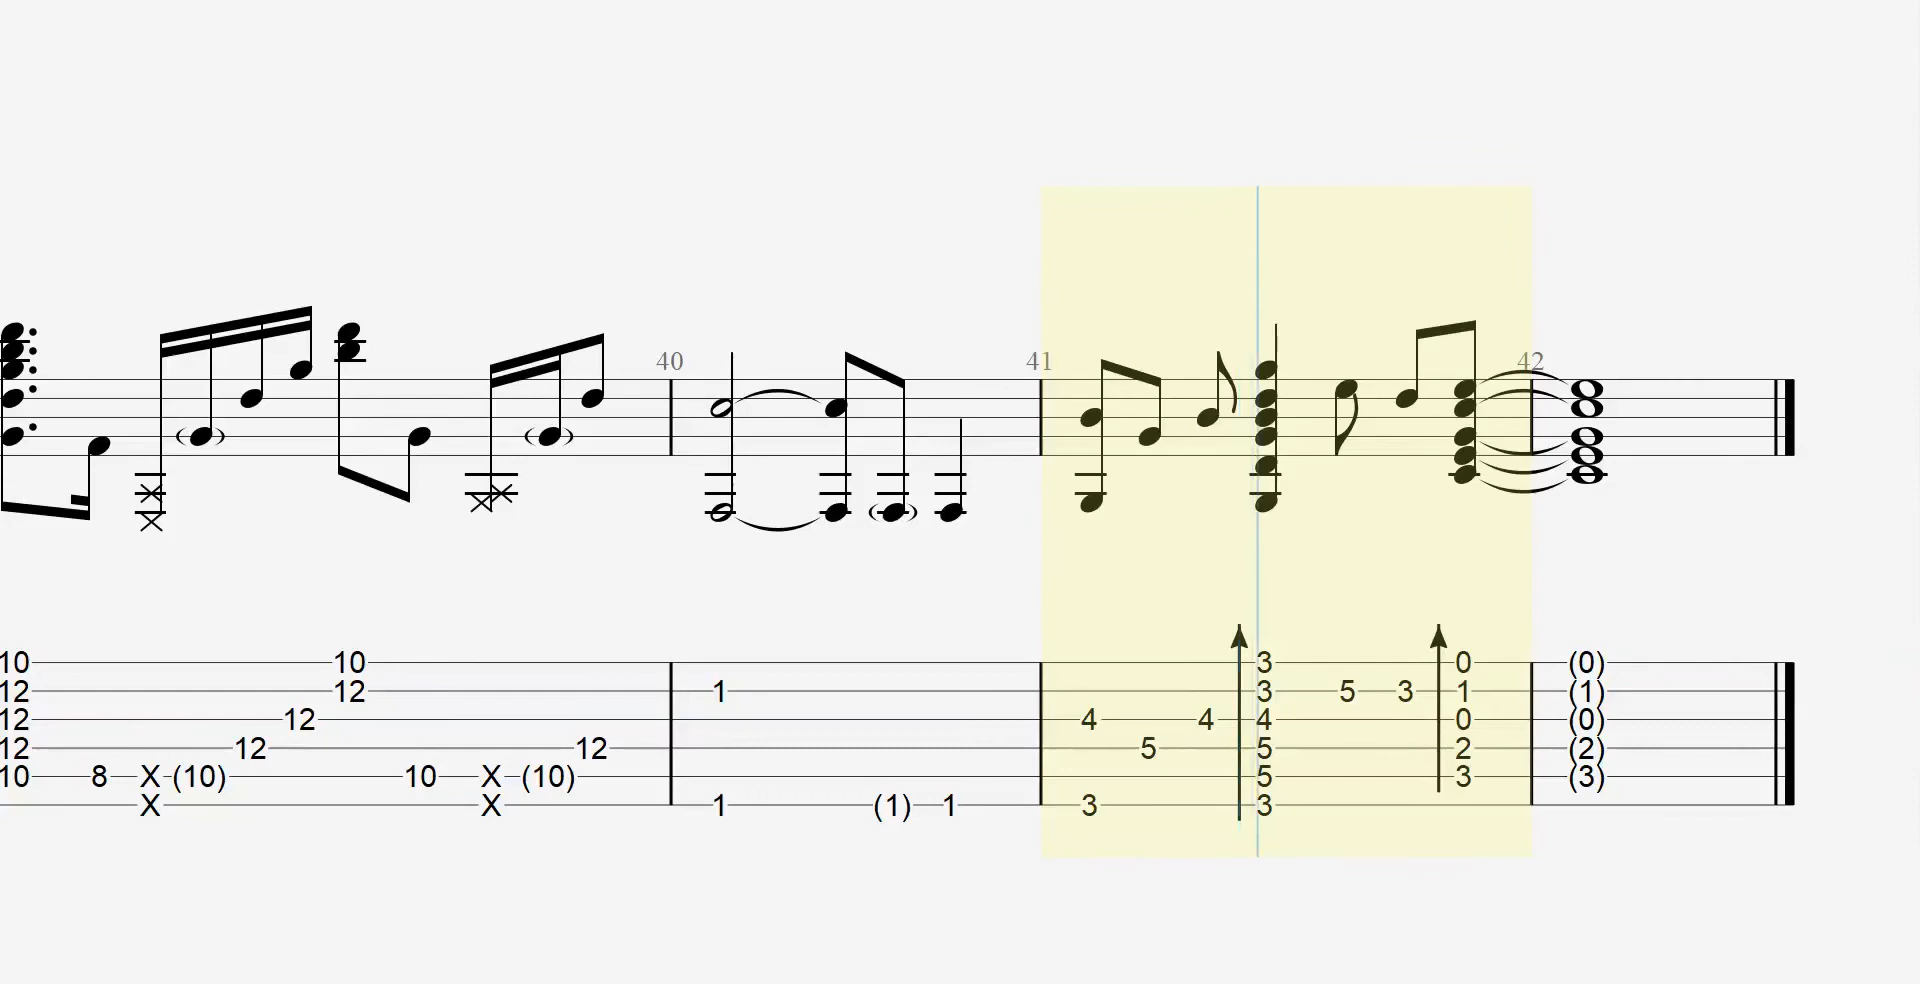 40 41 42
10 10 3 0 (0)
12 12 1 3 5 3 1 (1)
12 12 4 4 4 0 (0)
12 12 12 5 5 2 (2)
10 8 X (10) 10 X (10) 5 3 (3)
X X 1 (1) 1 3 3